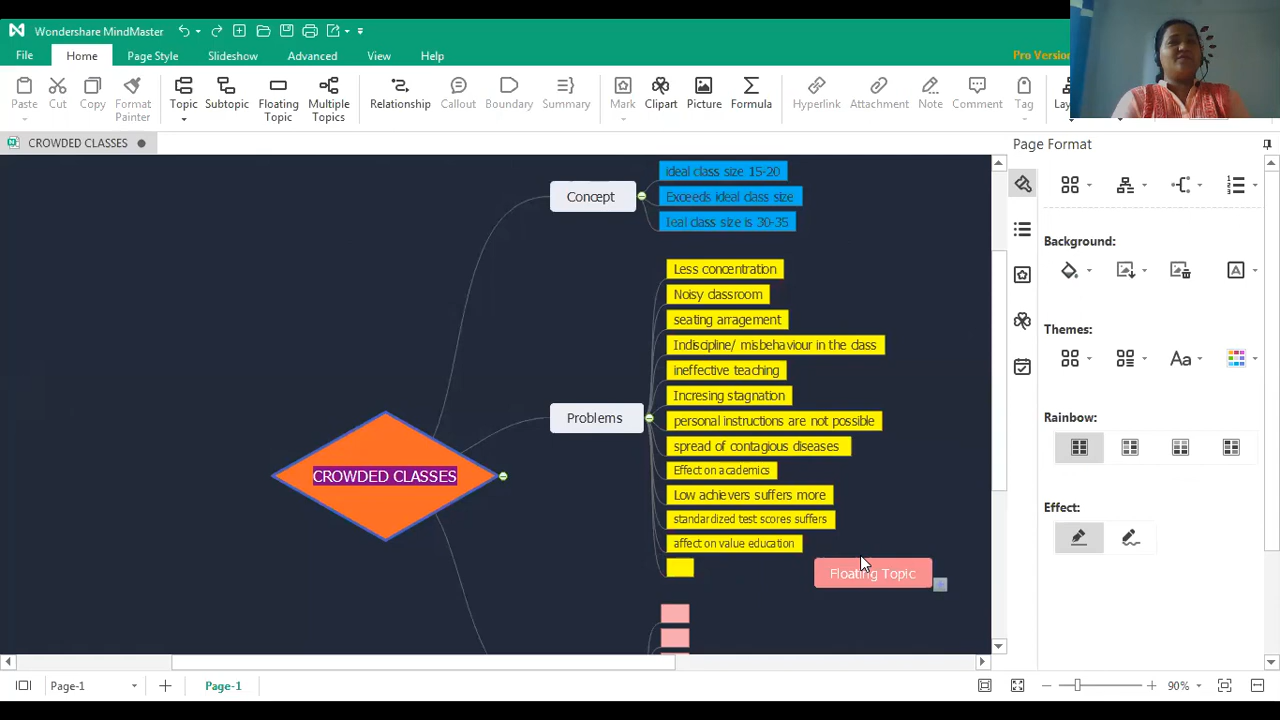 Wondershare MindMaster
File Home Page Style Slideshow Advanced View Help Pro Version
Paste Cut Copy Format Painter Topic Subtopic Floating Topic Multiple Topics Relationship Callout Boundary Summary Mark Clipart Picture Formula Hyperlink Attachment Note Comment Tag
CROWDED CLASSES
Page Format
ideal class size 15-20
Concept
Exceeds ideal class size
Ieal class size is 30-35
Background:
Less concentration
Noisy dassroom
seating arragement
Themes:
Indiscipline/ misbehaviour in the class
Aa
ineffective teaching
Incresing stagnation
Problems
personal instructions are not possible
Rainbow:
spread of contagious diseases
Effect on academics
CROWDED CLASSES
Low achievers suffers more
Effect:
standardized test scores suffers
affect on value education
Floating Topic
Page-1
Page-1
90%